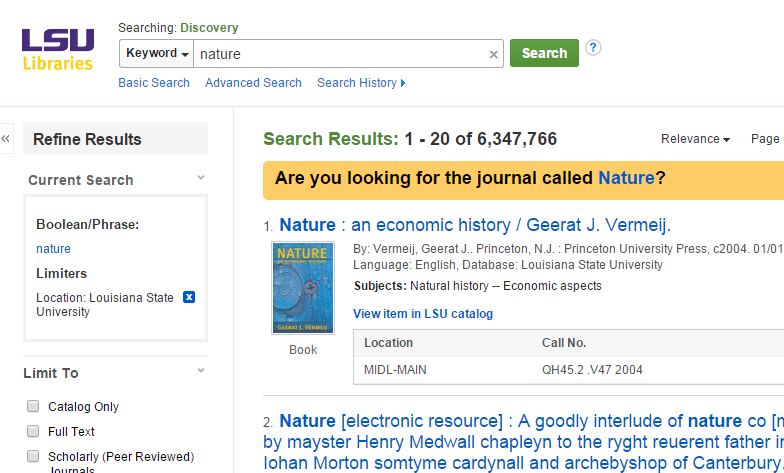 LSU
Libraries
Searching: Discovery
Keyword
nature
×
Search
?
Basic Search
Advanced Search
Search History
«
Refine Results
Current Search
Boolean/Phrase:
nature
Limiters
Location: Louisiana State
University
x
Limit To
Catalog Only
Full Text
Scholarly (Peer Reviewed)
Journals
Search Results: 1 - 20 of 6,347,766
Relevance
Page
Are you looking for the journal called Nature?
1. Nature : an economic history / Geerat J. Vermeij.
NATURE
AN ECONOMIC HISTORY
GEERAT J. VERMEIJ
Book
By: Vermeij, Geerat J.. Princeton, N.J. : Princeton University Press, c2004. 01/01
Language: English, Database: Louisiana State University
Subjects: Natural history -- Economic aspects
View item in LSU catalog
Location Call No.
MIDL-MAIN QH45.2 .V47 2004
2. Nature [electronic resource] : A goodly interlude of nature co [n
by mayster Henry Medwall chapleyn to the ryght reuerent father in
Iohan Morton somtyme cardynall and archebyshop of Canterbury.